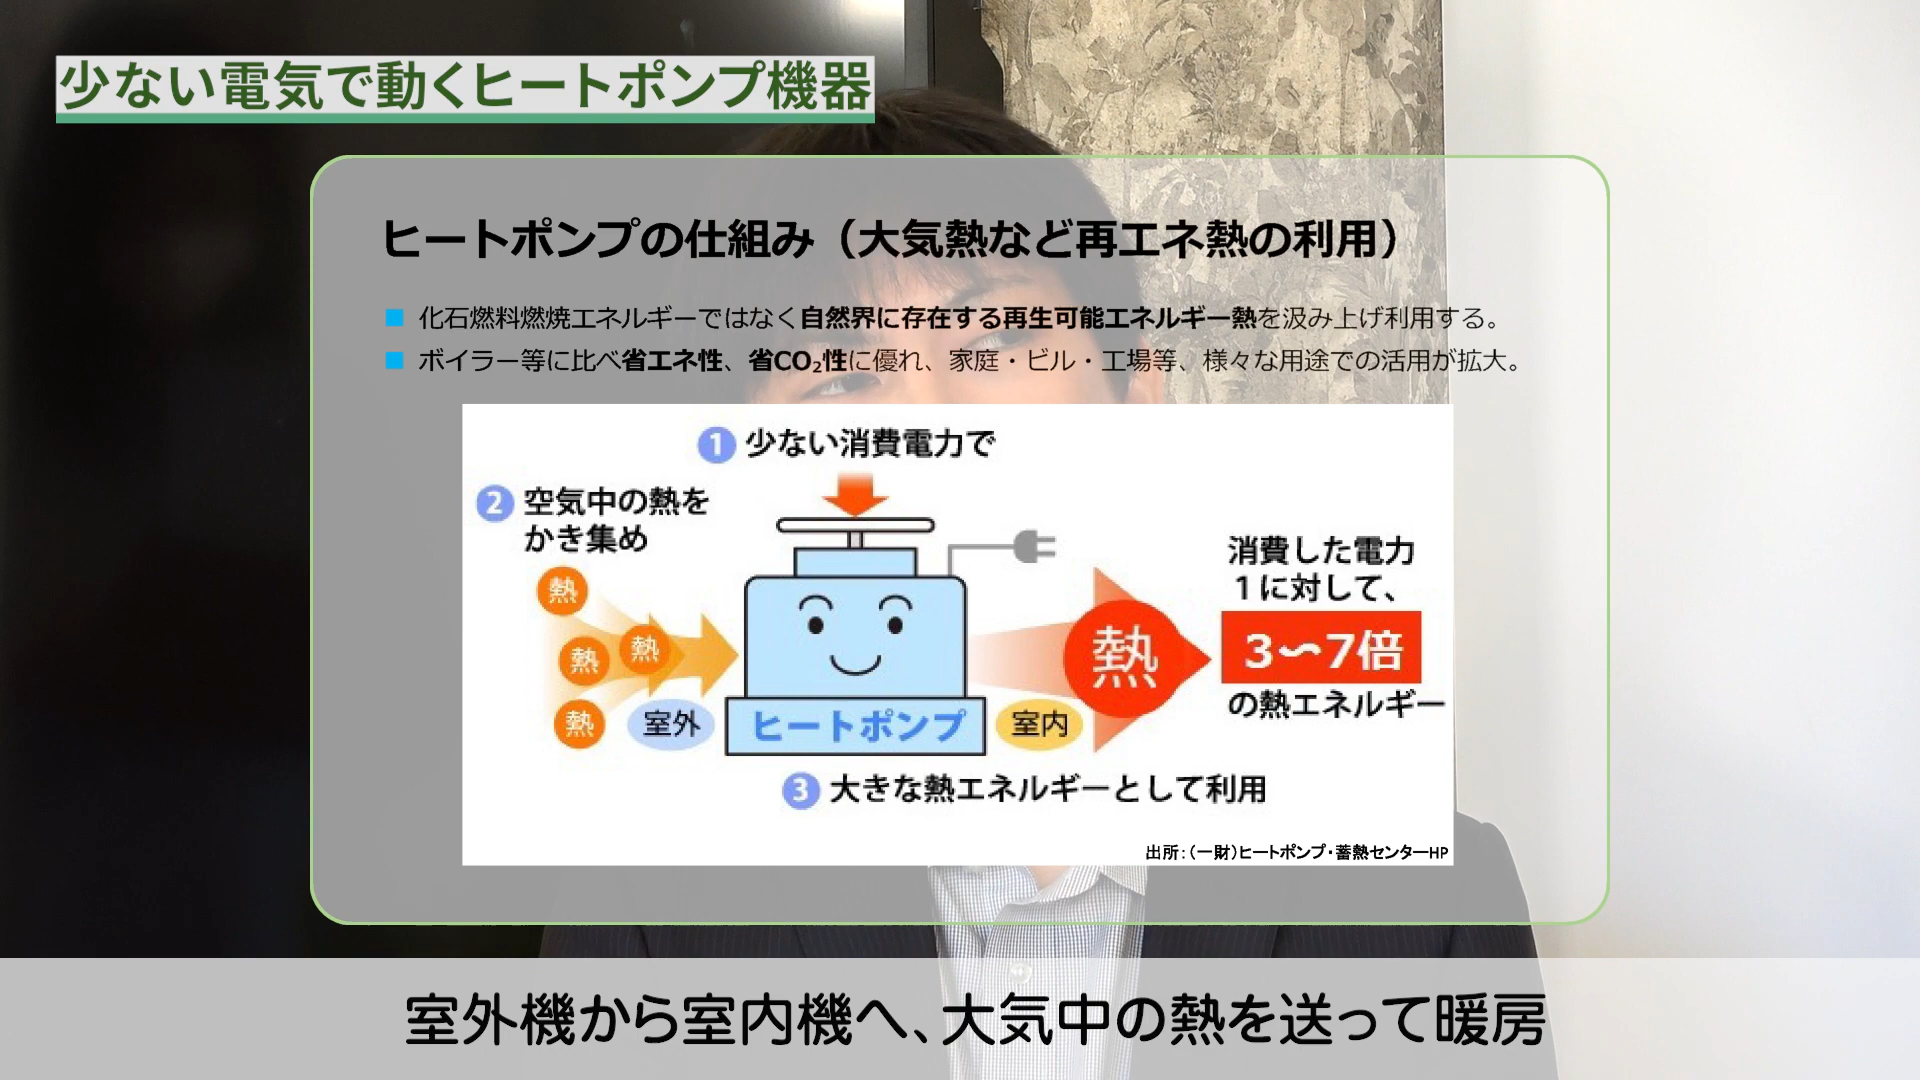 少ない電気で動くヒートポンプ機器
ヒートポンプの仕組み（大気熱など再エネ熱の利用）
■ 化石燃料燃焼エネルギーではなく自然界に存在する再生可能エネルギー熱を汲み上げ利用する。
■ ボイラー等に比べ省エネ性、省CO₂性に優れ、家庭・ビル・工場等、様々な用途での活用が拡大。
1 少ない消費電力で
2 空気中の熱を
かき集め
熱
熱
熱
熱
室外
ヒートポンプ
室内
熱
消費した電力
１に対して、
3〜7倍
の熱エネルギー
3 大きな熱エネルギーとして利用
出所：（一財）ヒートポンプ・蓄熱センターHP
室外機から室内機へ、大気中の熱を送って暖房